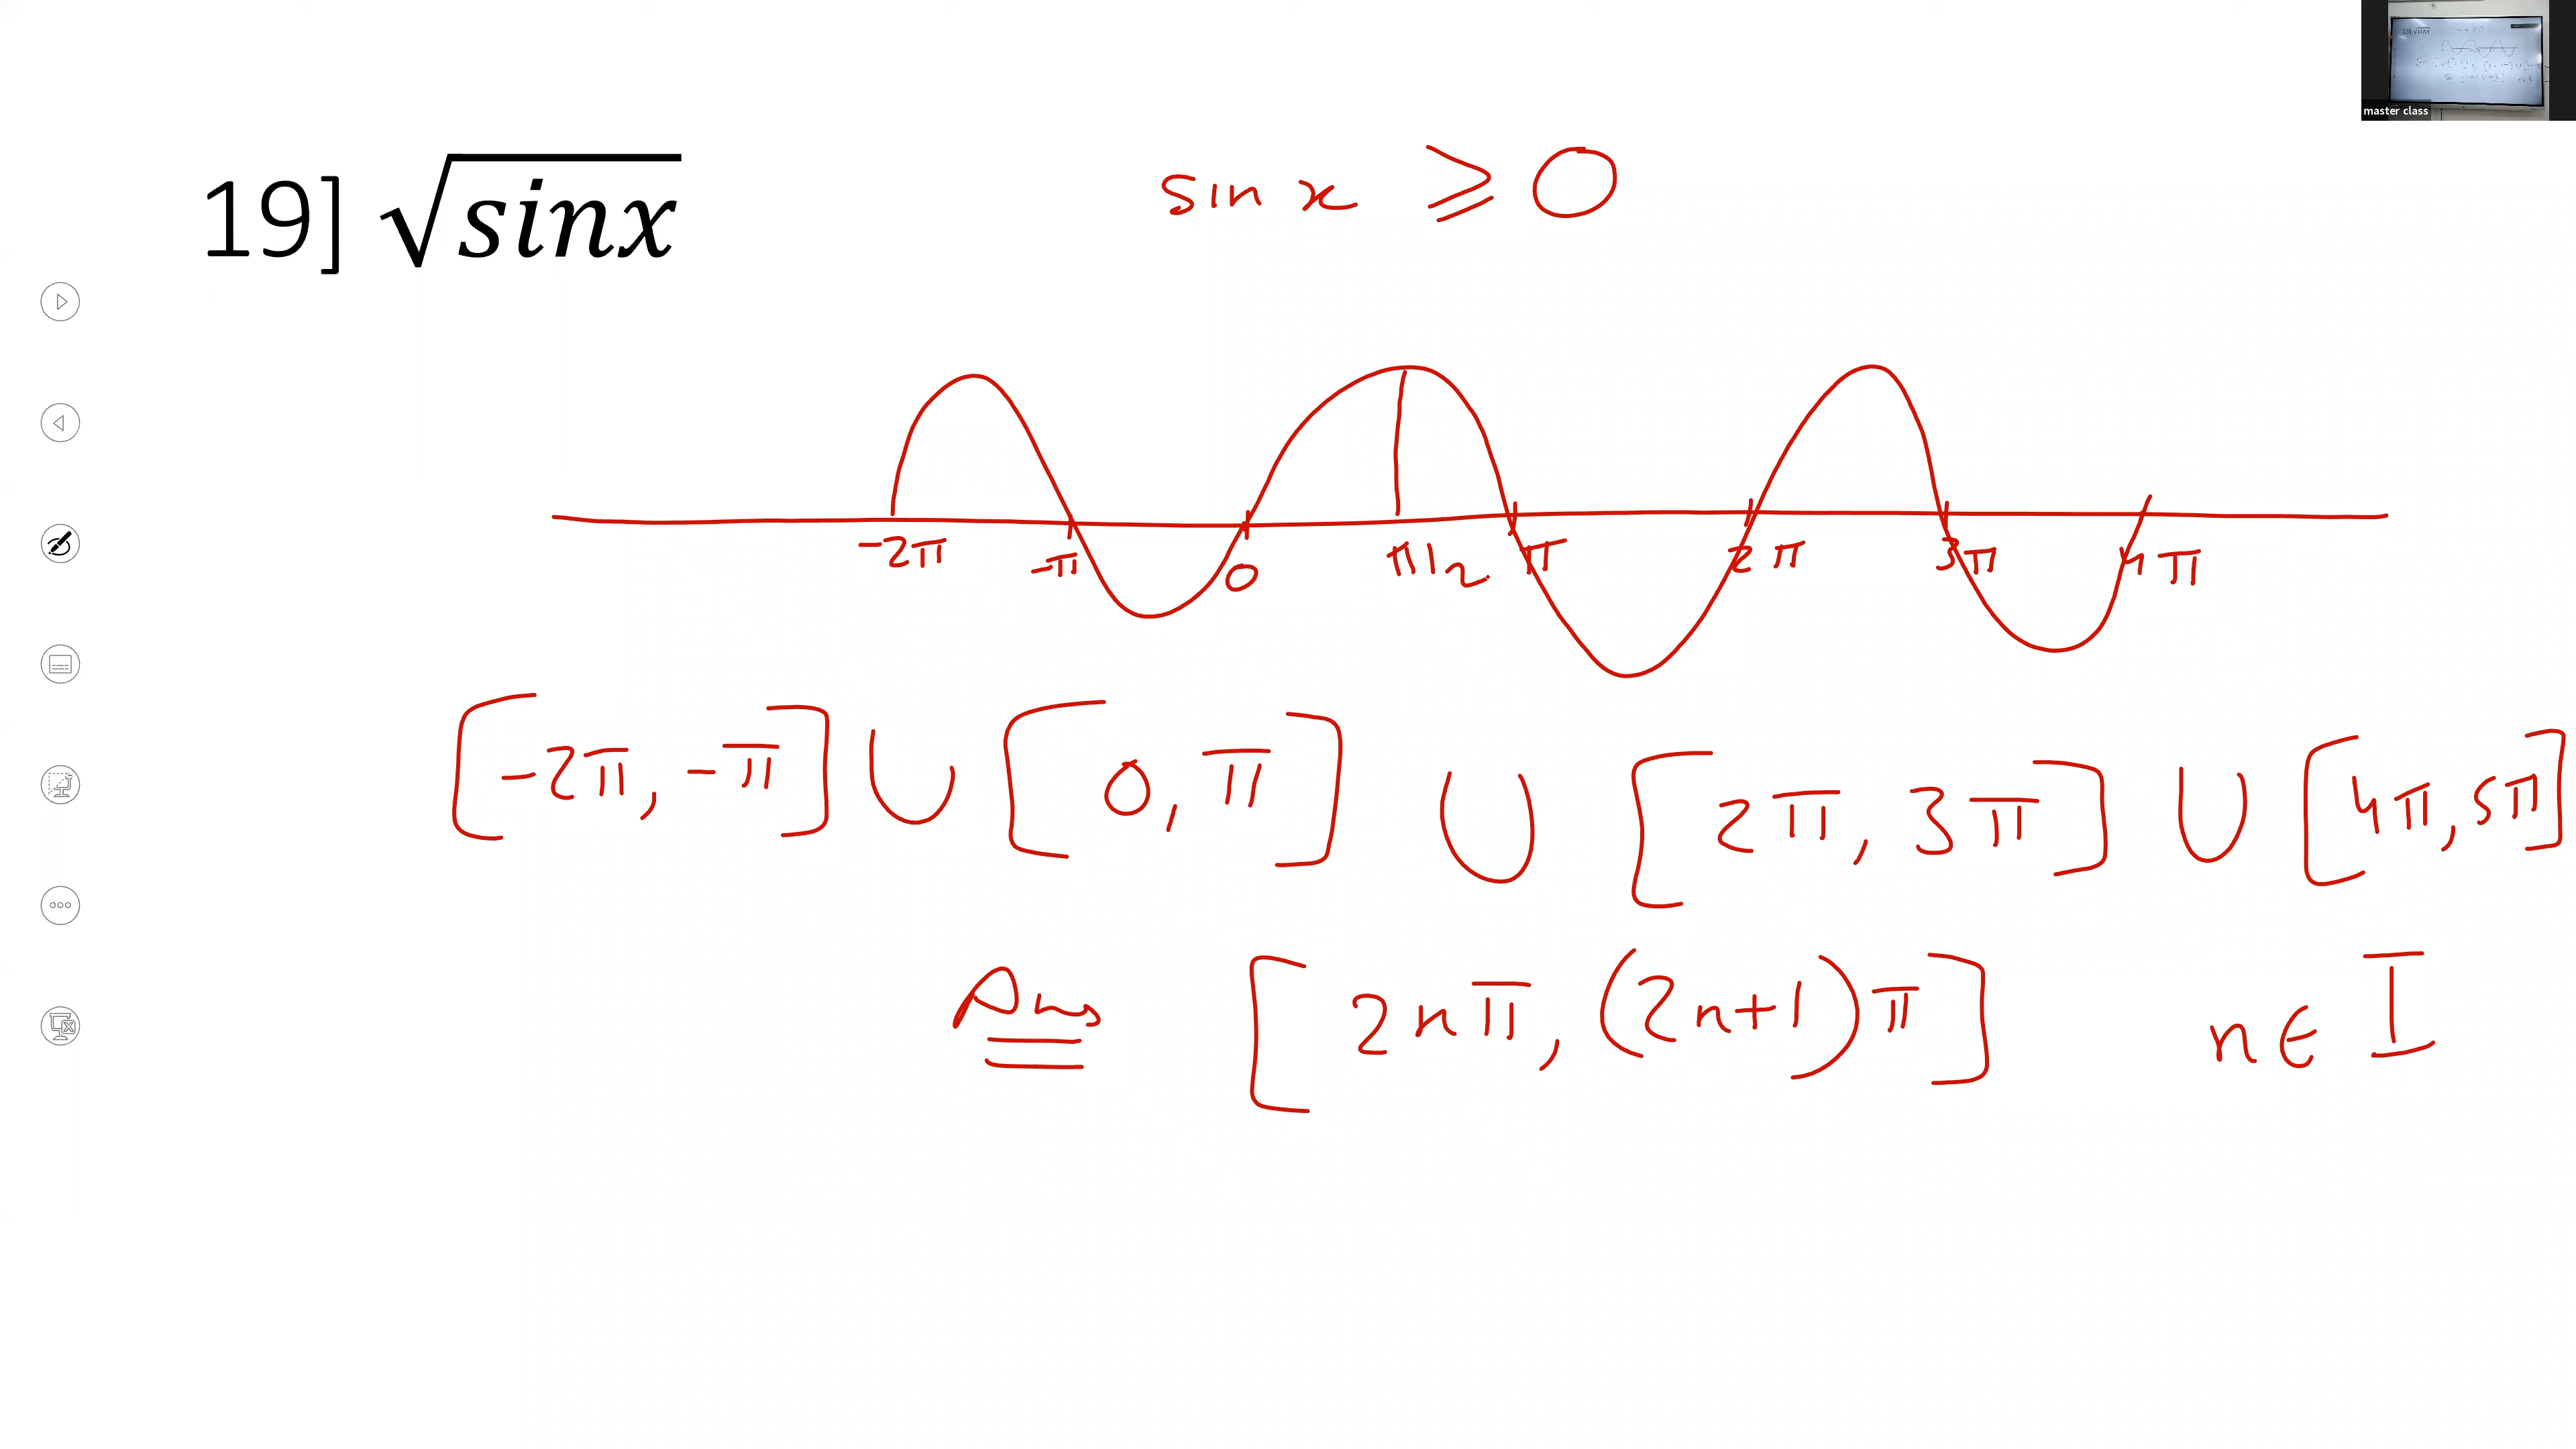 master class
19] √sinx
sin x ⩾ 0
-2π -π 0 π/2 π 2π 3π 4π
[-2π, -π] ∪ [0, π] ∪ [2π, 3π] ∪ [4π, 5π]
Ans [2nπ, (2n+1)π] n ∈ I